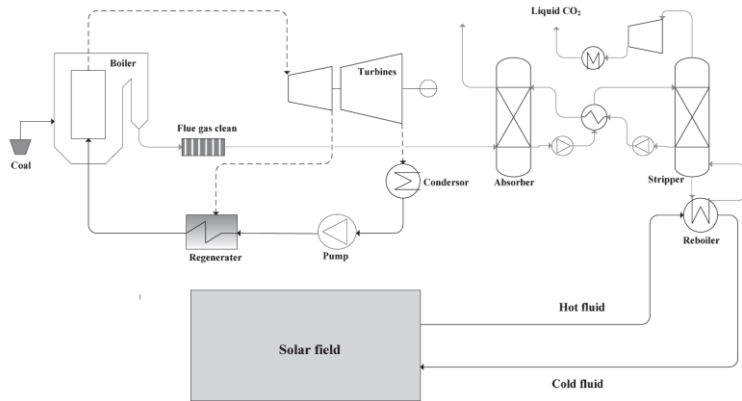 Liquid CO₂
Boiler
Turbines
Flue gas clean
Coal
Condersor
Absorber
Stripper
Regenerater
Pump
Reboiler
Hot fluid
Solar field
Cold fluid